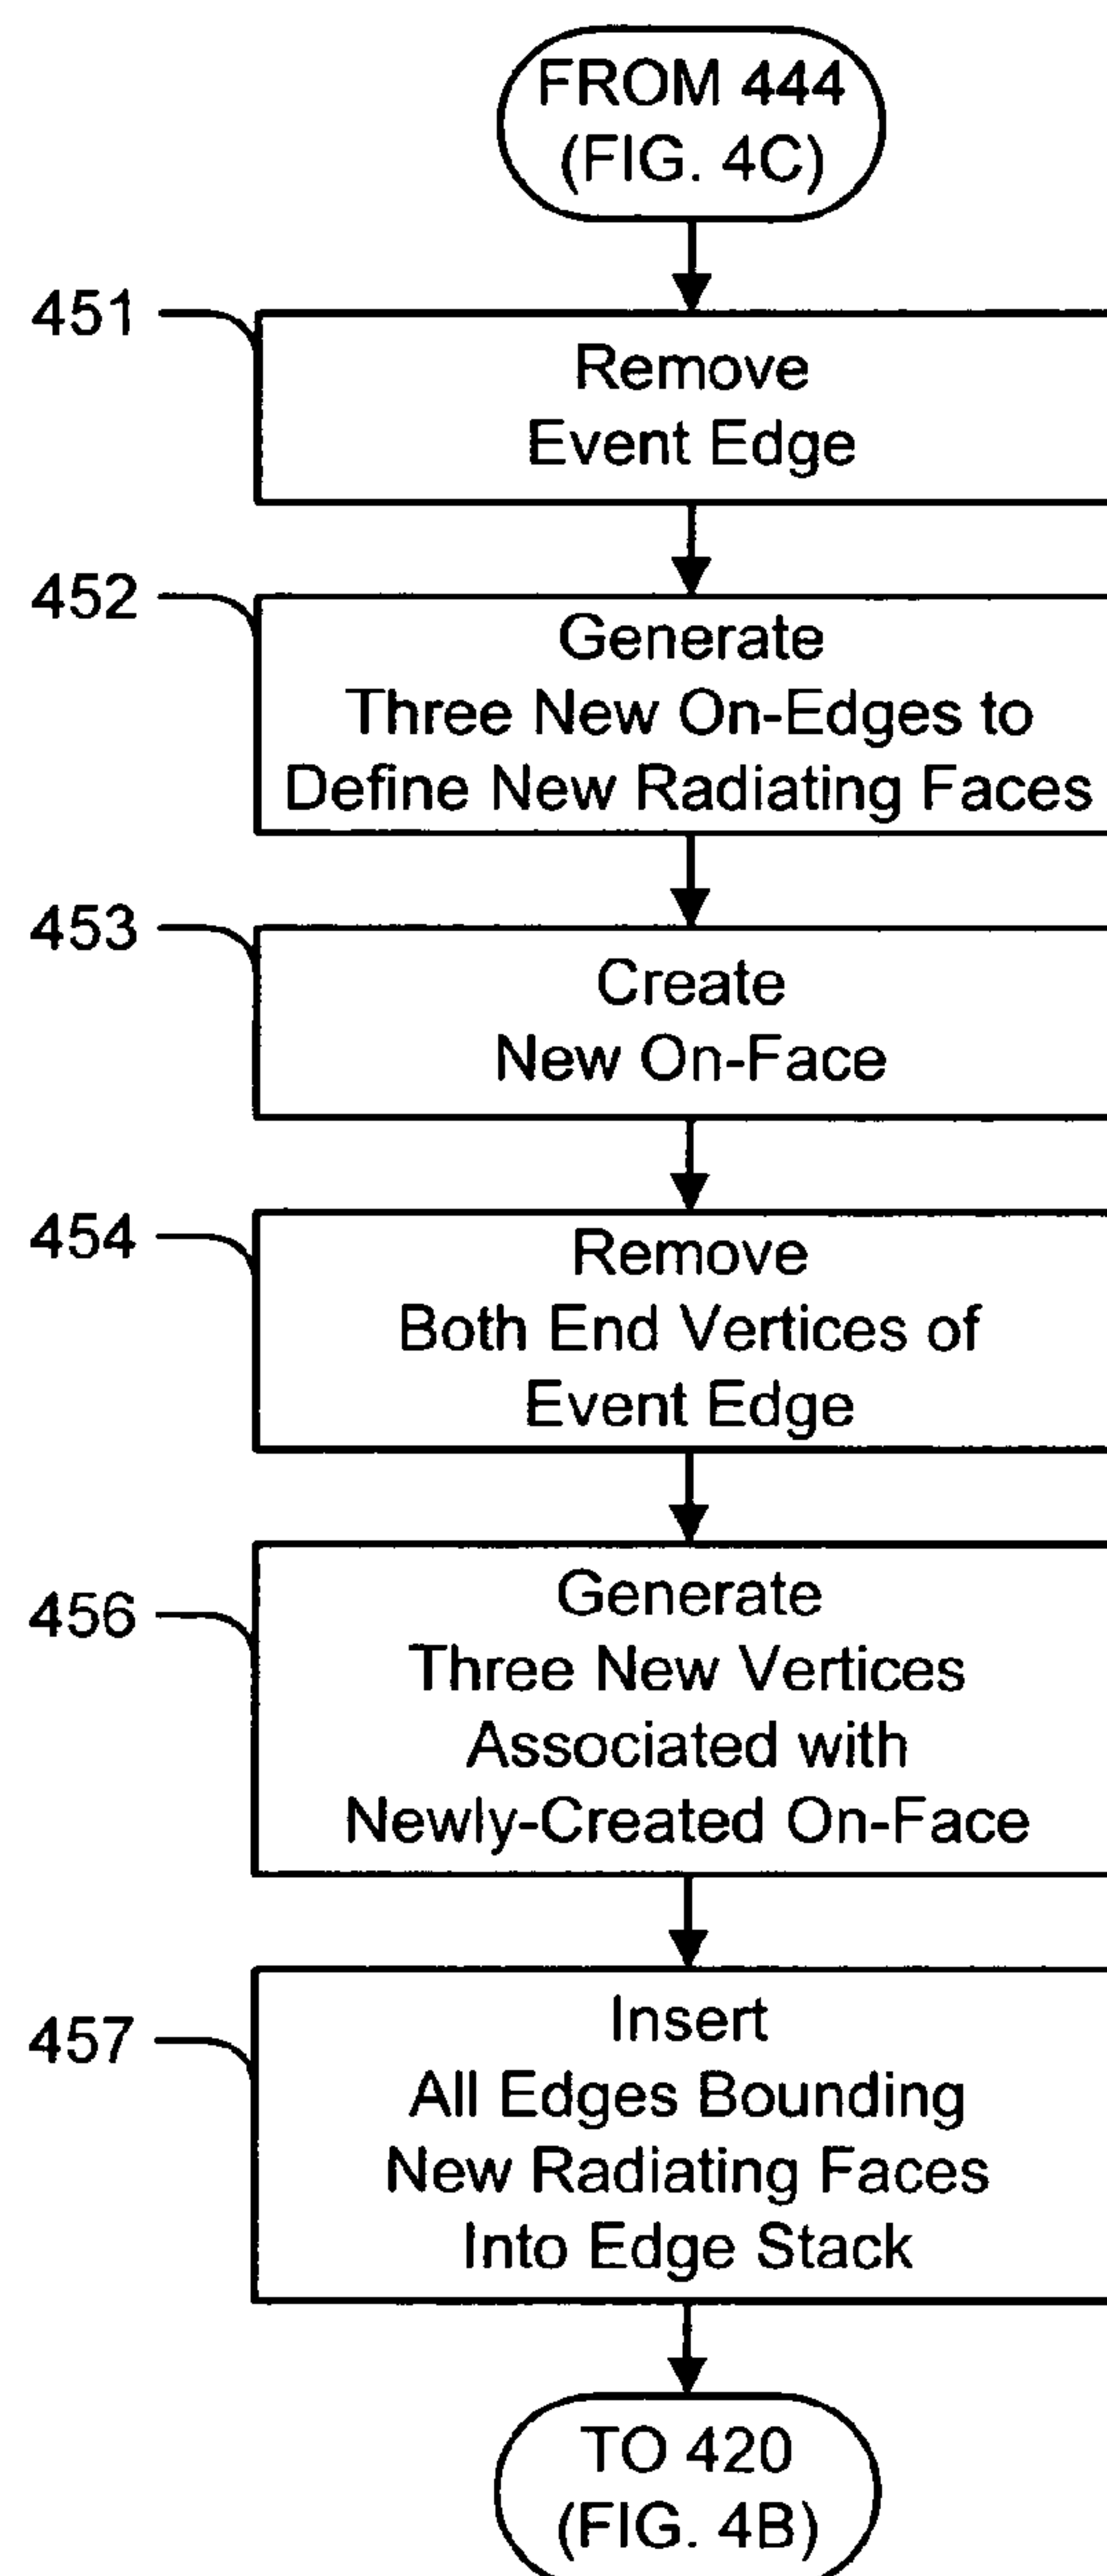 FROM 444
(FIG. 4C)
451
Remove
Event Edge
452
Generate
Three New On-Edges to
Define New Radiating Faces
453
Create
New On-Face
454
Remove
Both End Vertices of
Event Edge
456
Generate
Three New Vertices
Associated with
Newly-Created On-Face
457
Insert
All Edges Bounding
New Radiating Faces
Into Edge Stack
TO 420
(FIG. 4B)